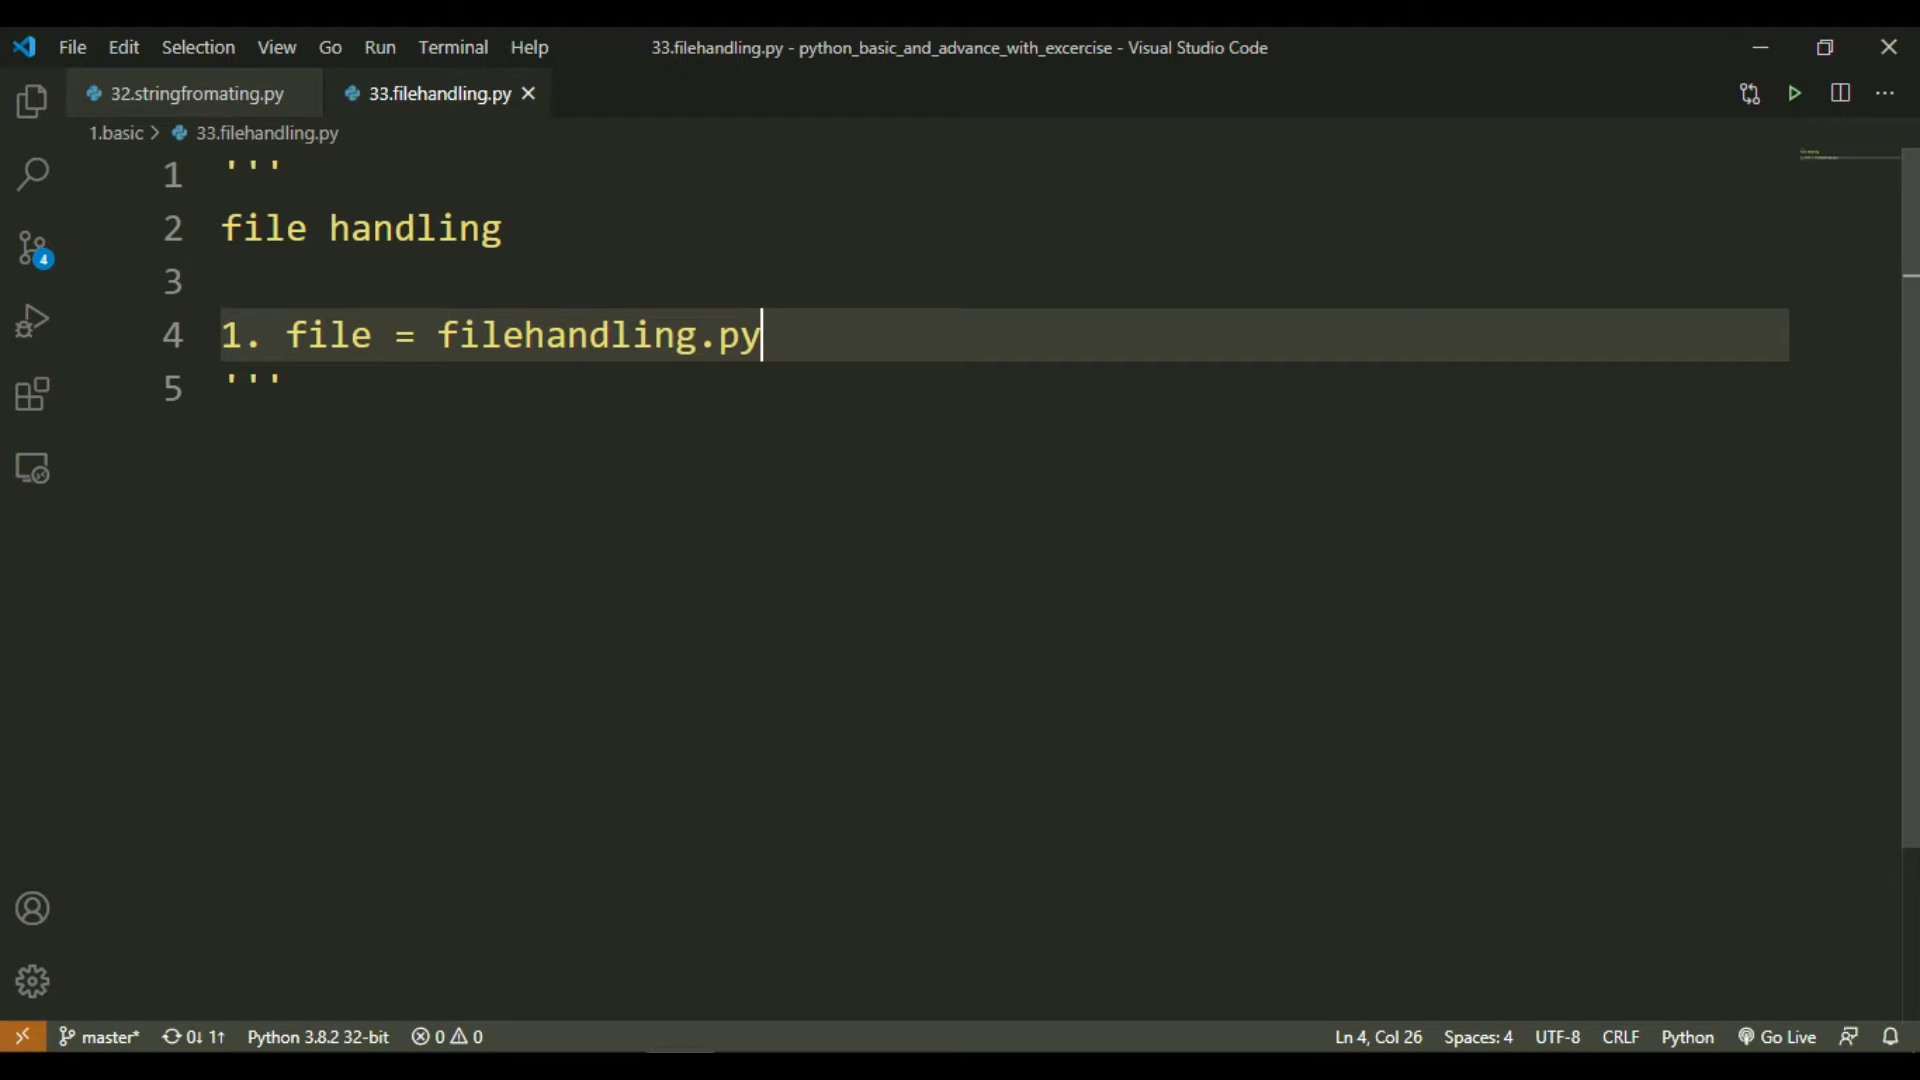 File Edit Selection View Go Run Terminal Help 33.filehandling.py - python_basic_and_advance_with_excercise - Visual Studio Code
32.stringfromating.py 33.filehandling.py
1.basic > 33.filehandling.py
1 '''
2 file handling
3
4 1. file = filehandling.py
5 '''
4
master* 0↓ 1↑ Python 3.8.2 32-bit 0 0 Ln 4, Col 26 Spaces: 4 UTF-8 CRLF Python Go Live